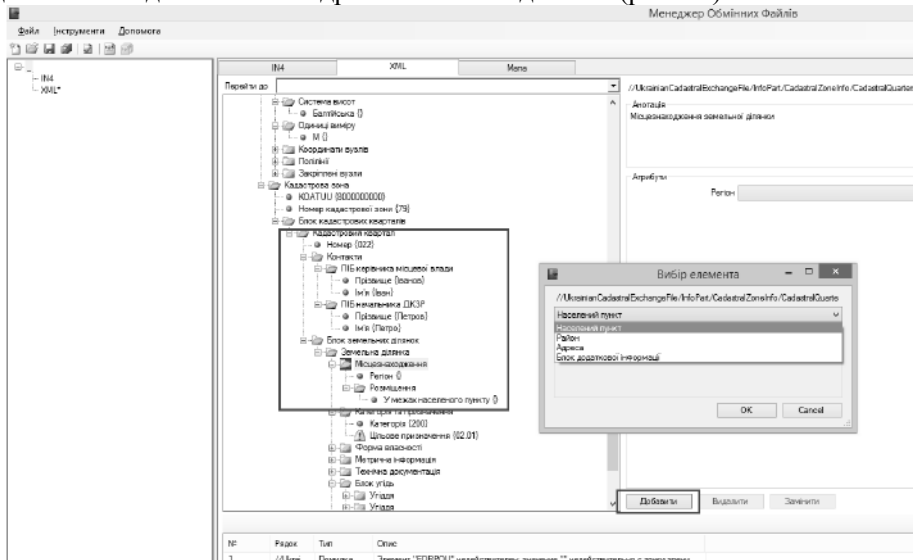 Менеджер Обмінних Файлів
Файл Інструменти Допомога
IN4
XML*
IN4 XML Мапа
Перейти до
Система висот
Балтійська {}
Одиниці виміру
М {}
Координати вузлів
Полілінії
Закріплені вузли
Кадастрова зона
KOATUU {8000000000}
Номер кадастрової зони {79}
Блок кадастрових кварталів
Кадастровий квартал
Номер {022}
Контакти
ПІБ керівника місцевої влади
Прізвище {Іванов}
Ім'я {Іван}
ПІБ начальника ДКЗР
Прізвище {Петров}
Ім'я {Петро}
Блок земельних ділянок
Земельна ділянка
Місцезнаходження
Регіон {}
Розміщення
У межах населеного пункту {}
Категорія та призначення
Категорія {200}
Цільове призначення {02.01}
Форма власності
Метрична інформація
Технічна документація
Блок угідь
Угіддя
Угіддя
//UkrainianCadastralExchangeFile/InfoPart/CadastralZoneInfo/CadastralQuarter
Анотація
Місцезнаходження земельної ділянки
Атрибути
Регіон
Вибір елемента
//UkrainianCadastralExchangeFile/InfoPart/CadastralZoneInfo/CadastralQuarte
Населений пункт
Населений пункт
Район
Адреса
Блок додаткової інформації
OK Cancel
Добавити Видалити Замінити
№ Рядок Тип Опис